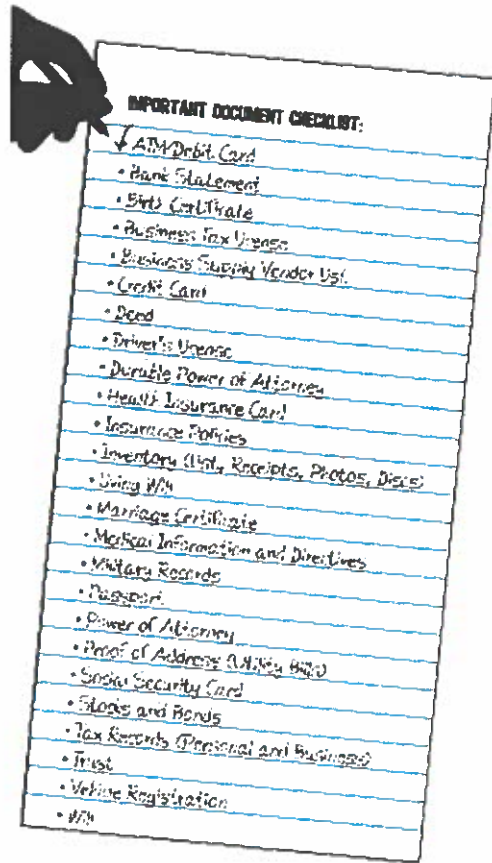 IMPORTANT DOCUMENT CHECKLIST:
ATM/Debit Card
• Bank Statement
• Birth Certificate
• Business Tax License
• Business Supply Vendor List
• Credit Card
• Deed
• Driver's License
• Durable Power of Attorney
• Health Insurance Card
• Insurance Policies
• Inventory (List, Receipts, Photos, Discs)
• Living Will
• Marriage Certificate
• Medical Information and Directives
• Military Records
• Passport
• Power of Attorney
• Proof of Address (Utility Bills)
• Social Security Card
• Stocks and Bonds
• Tax Records (Personal and Business)
• Trust
• Vehicle Registration
• Will